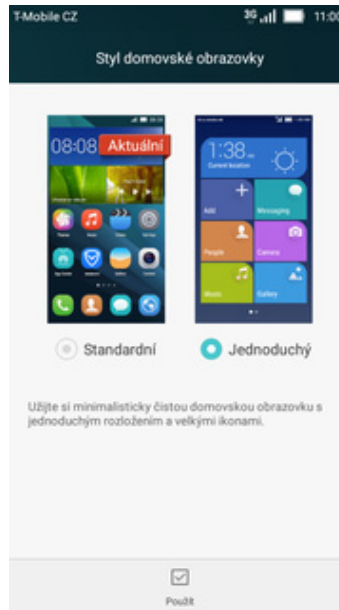 T-Mobile CZ 3G 11:00
Styl domovské obrazovky
08:08 Aktuální
1:38
Current location
Add Messaging
People Camera
Music Gallery
Standardní Jednoduchý
Užijte si minimalisticky čistou domovskou obrazovku s
jednoduchým rozložením a velkými ikonami.
Použít